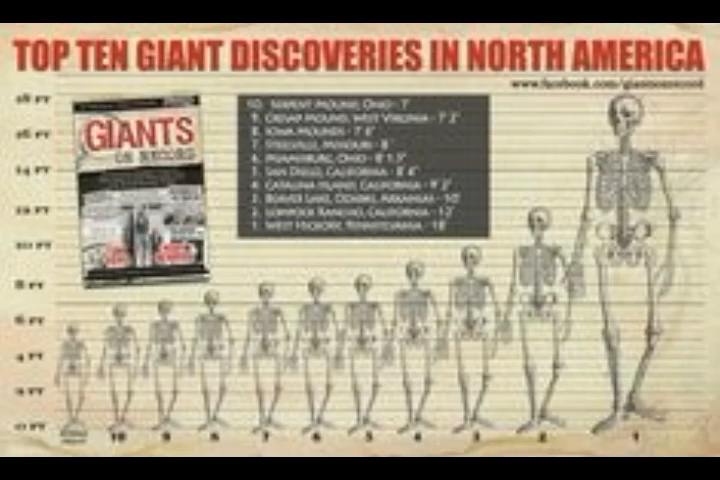 TOP TEN GIANT DISCOVERIES IN NORTH AMERICA
www.facebook.com/giantsonrecord
18 FT
16 FT
14 FT
12 FT
10 FT
8 FT
6 FT
4 FT
2 FT
0 FT
GIANTS
ON RECORD
10. SERPENT MOUND, OHIO - 7'
9. CRESAP MOUND, WEST VIRGINIA - 7' 2"
8. IOWA MOUNDS - 7' 6"
7. STEELVILLE, MISSOURI - 8'
6. MIAMISBURG, OHIO - 8' 1.5"
5. SAN DIEGO, CALIFORNIA - 8' 4"
4. CATALINA ISLAND, CALIFORNIA - 9' 2"
3. BEAVER LAKE, OZARKS, ARKANSAS - 10'
2. LOMPOCK RANCHO, CALIFORNIA - 12'
1. WEST HICKORY, PENNSYLVANIA - 18'
10 9 8 7 6 5 4 3 2 1